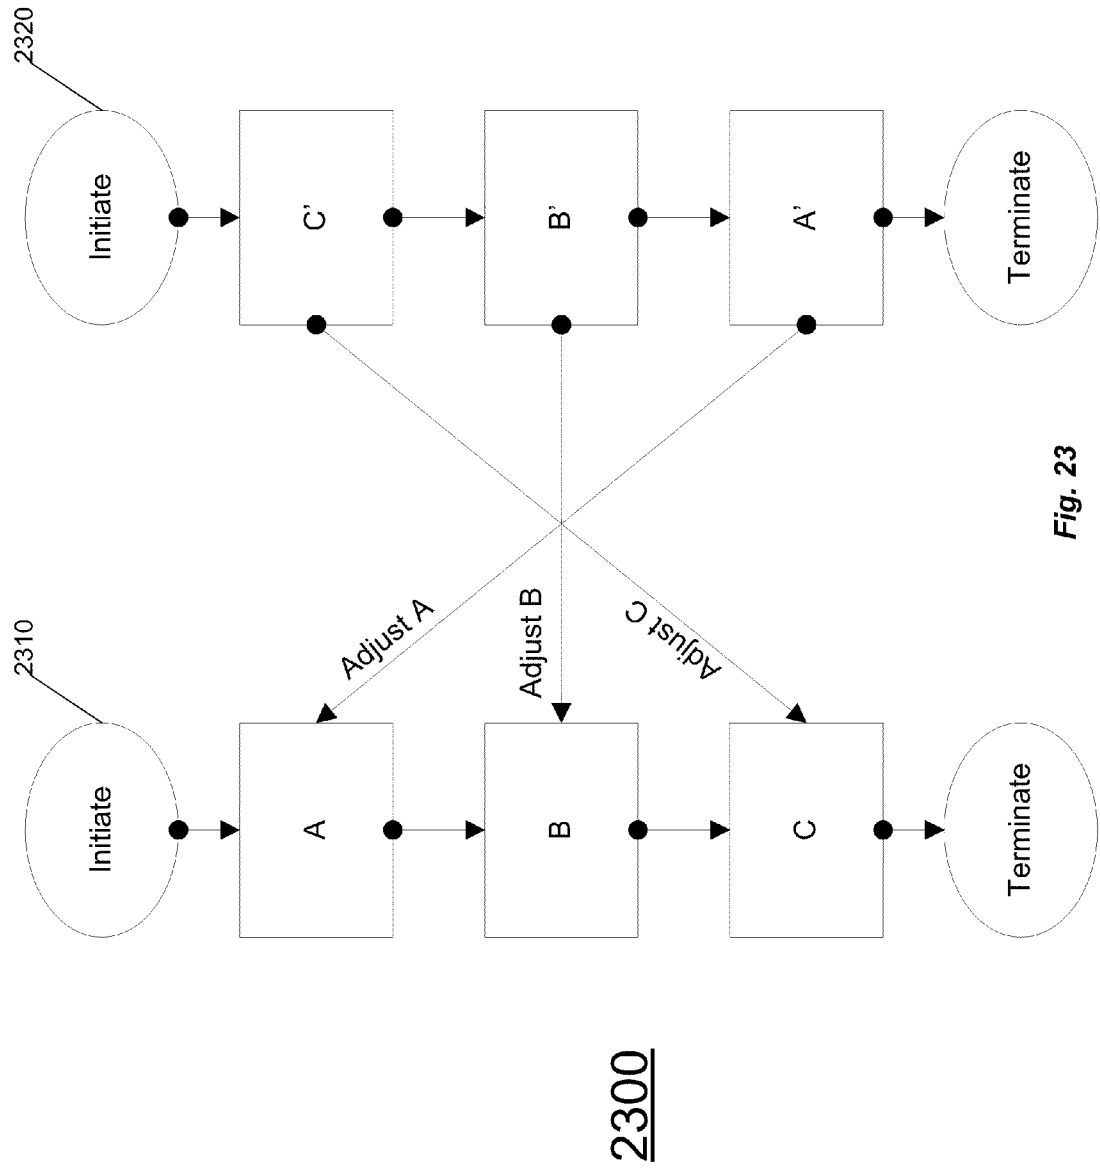 2300
2310
Initiate
A
B
C
Terminate
Adjust A
Adjust B
Adjust C
2320
Initiate
C'
B'
A'
Terminate
Fig. 23